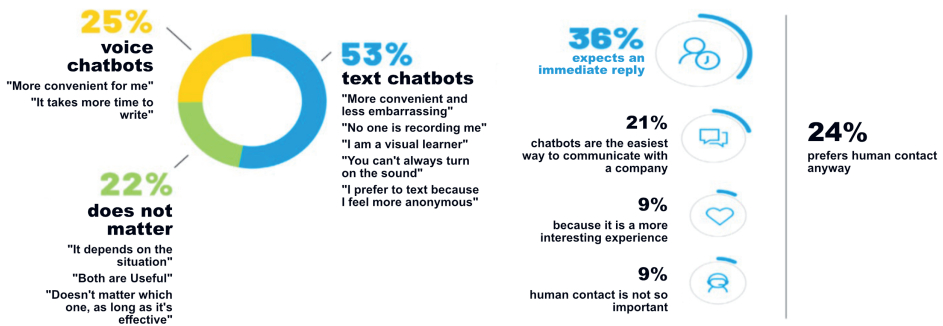 25%
voice
chatbots
"More convenient for me"
"It takes more time to
write"
53%
text chatbots
"More convenient and
less embarrassing"
"No one is recording me"
"I am a visual learner"
"You can't always turn
on the sound"
"I prefer to text because
I feel more anonymous"
22%
does not
matter
"It depends on the
situation"
"Both are Useful"
"Doesn't matter which
one, as long as it's
effective"
36%
expects an
immediate reply
21%
chatbots are the easiest
way to communicate with
a company
9%
because it is a more
interesting experience
9%
human contact is not so
important
24%
prefers human contact
anyway